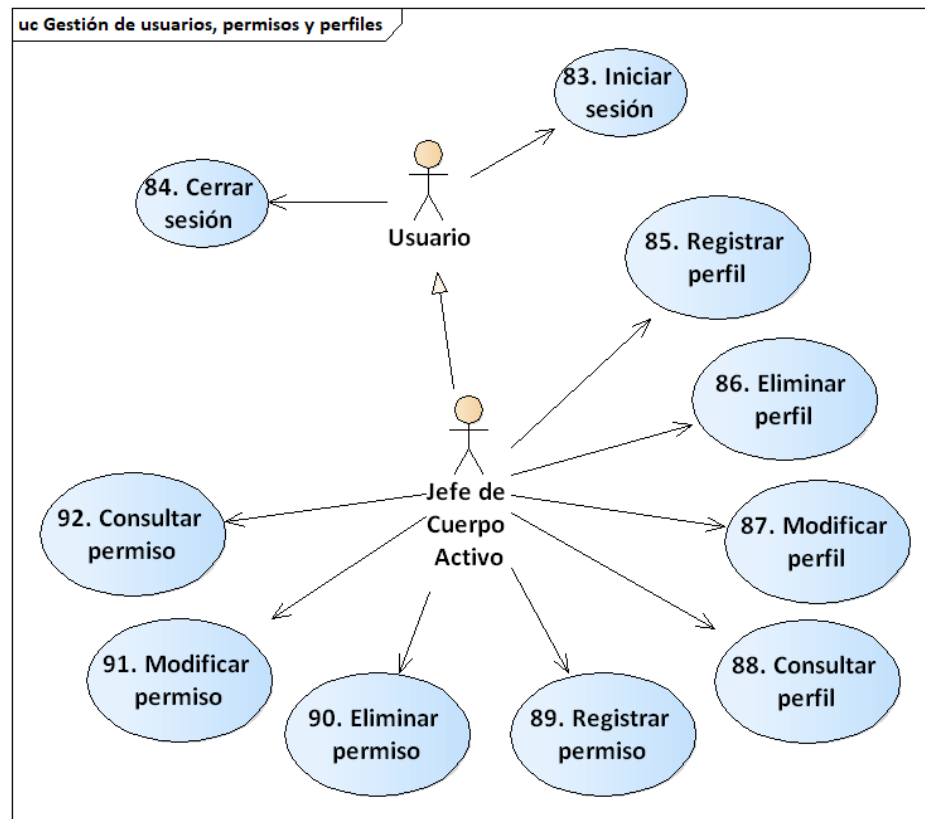 uc Gestión de usuarios, permisos y perfiles
83. Iniciar
sesión
84. Cerrar
sesión
Usuario
85. Registrar
perfil
86. Eliminar
perfil
Jefe de
Cuerpo
Activo
87. Modificar
perfil
92. Consultar
permiso
88. Consultar
perfil
91. Modificar
permiso
90. Eliminar
permiso
89. Registrar
permiso